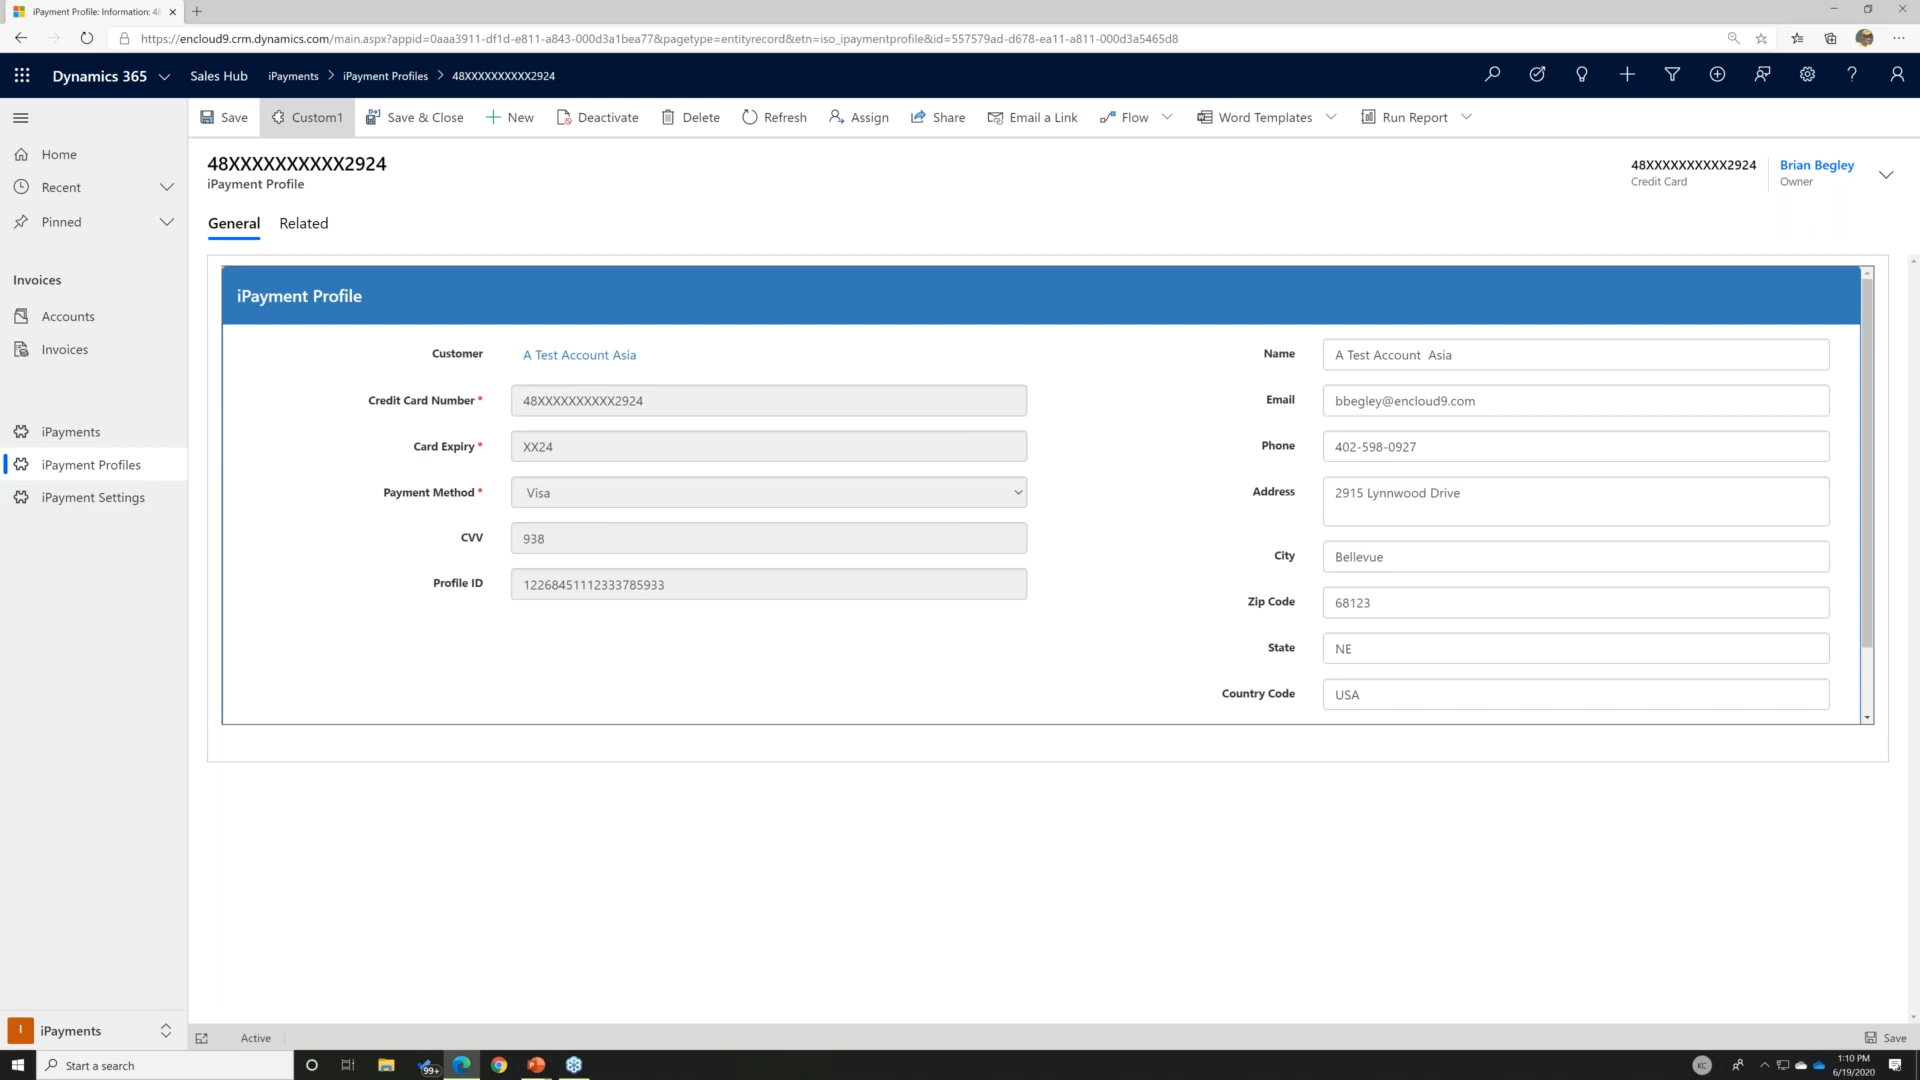 iPayment Profile: Information: 48
https://encloud9.crm.dynamics.com/main.aspx?appid=0aaa3911-df1d-e811-a843-000d3a1bea77&pagetype=entityrecord&etn=iso_ipaymentprofile&id=557579ad-d678-ea11-a811-000d3a5465d8
Dynamics 365 Sales Hub iPayments > iPayment Profiles > 48XXXXXXXXXX2924
Save Custom1 Save & Close New Deactivate Delete Refresh Assign Share Email a Link Flow Word Templates Run Report
Home
Recent
Pinned
Invoices
Accounts
Invoices
iPayments
iPayment Profiles
iPayment Settings
48XXXXXXXXXX2924
iPayment Profile
48XXXXXXXXXX2924
Credit Card
Brian Begley
Owner
General Related
iPayment Profile
Customer A Test Account Asia
Credit Card Number * 48XXXXXXXXXX2924
Card Expiry * XX24
Payment Method * Visa
CVV 938
Profile ID 12268451112333785933
Name A Test Account  Asia
Email bbegley@encloud9.com
Phone 402-598-0927
Address 2915 Lynnwood Drive
City Bellevue
Zip Code 68123
State NE
Country Code USA
I iPayments
Active
Save
Start a search
99+
KC
1:10 PM
6/19/2020